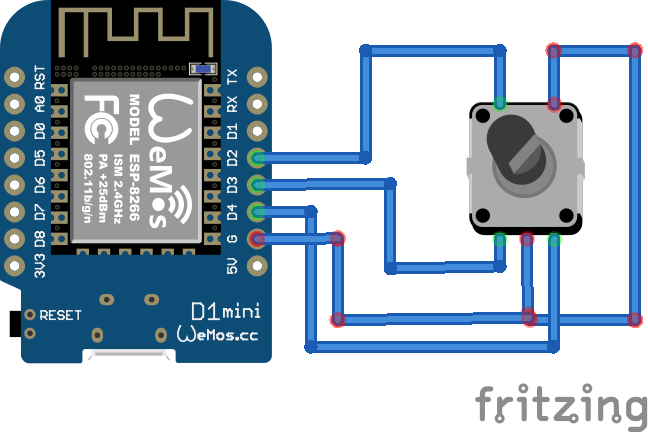 RST
A0
D0
D5
D6
D7
D8
3V3
TX
RX
D1
D2
D3
D4
G
5V
WeMos
MODEL ESP-8266
ISM 2.4GHz
PA +25dBm
802.11b/g/n
FC
RESET
D1mini
WeMos.cc
fritzing